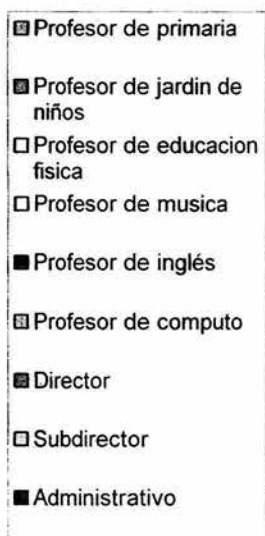 Profesor de primaria
Profesor de jardin de
niños
Profesor de educacion
fisica
Profesor de musica
Profesor de inglés
Profesor de computo
Director
Subdirector
Administrativo